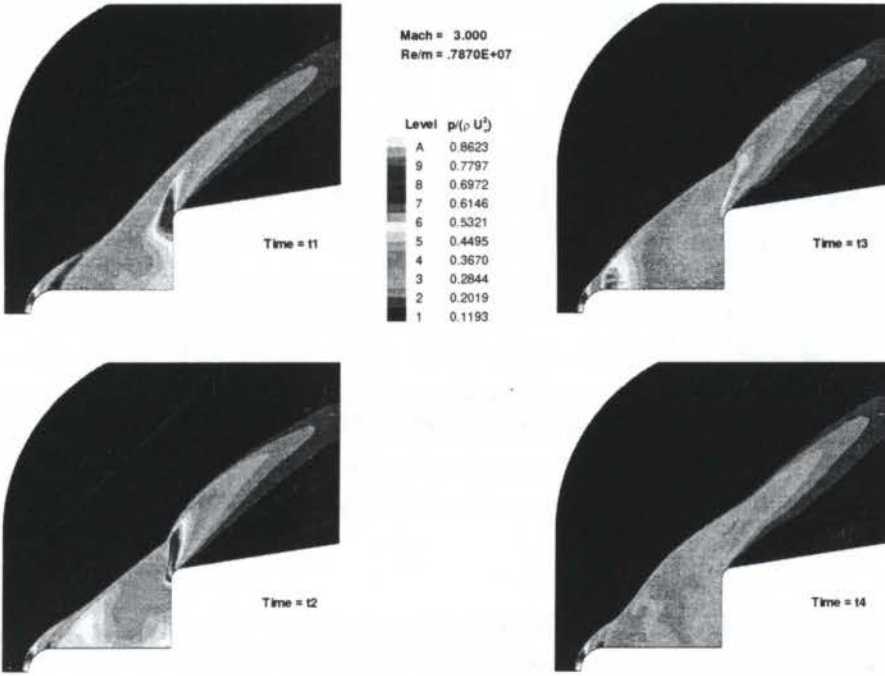 Mach = 3.000
Re/m = .7870E+07
Level p/(ρ U²)
A 0.8623
9 0.7797
8 0.6972
7 0.6146
6 0.5321
5 0.4495
4 0.3670
3 0.2844
2 0.2019
1 0.1193
Time = t1
Time = t3
Time = t2
Time = t4